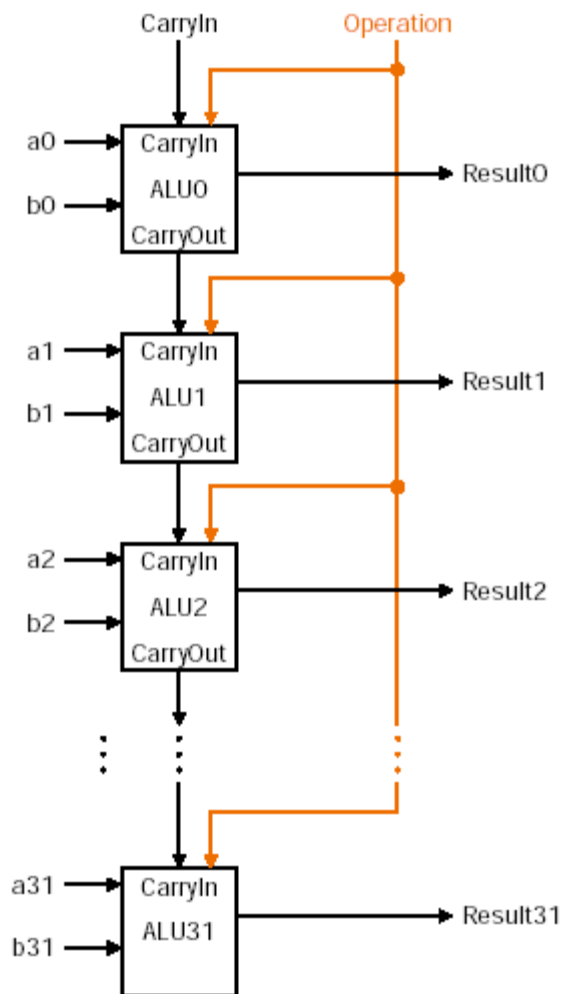 CarryIn Operation
a0 CarryIn
ALU0 Result0
b0
CarryOut
a1 CarryIn
ALU1 Result1
b1
CarryOut
a2 CarryIn
ALU2 Result2
b2
CarryOut
a31 CarryIn
ALU31 Result31
b31